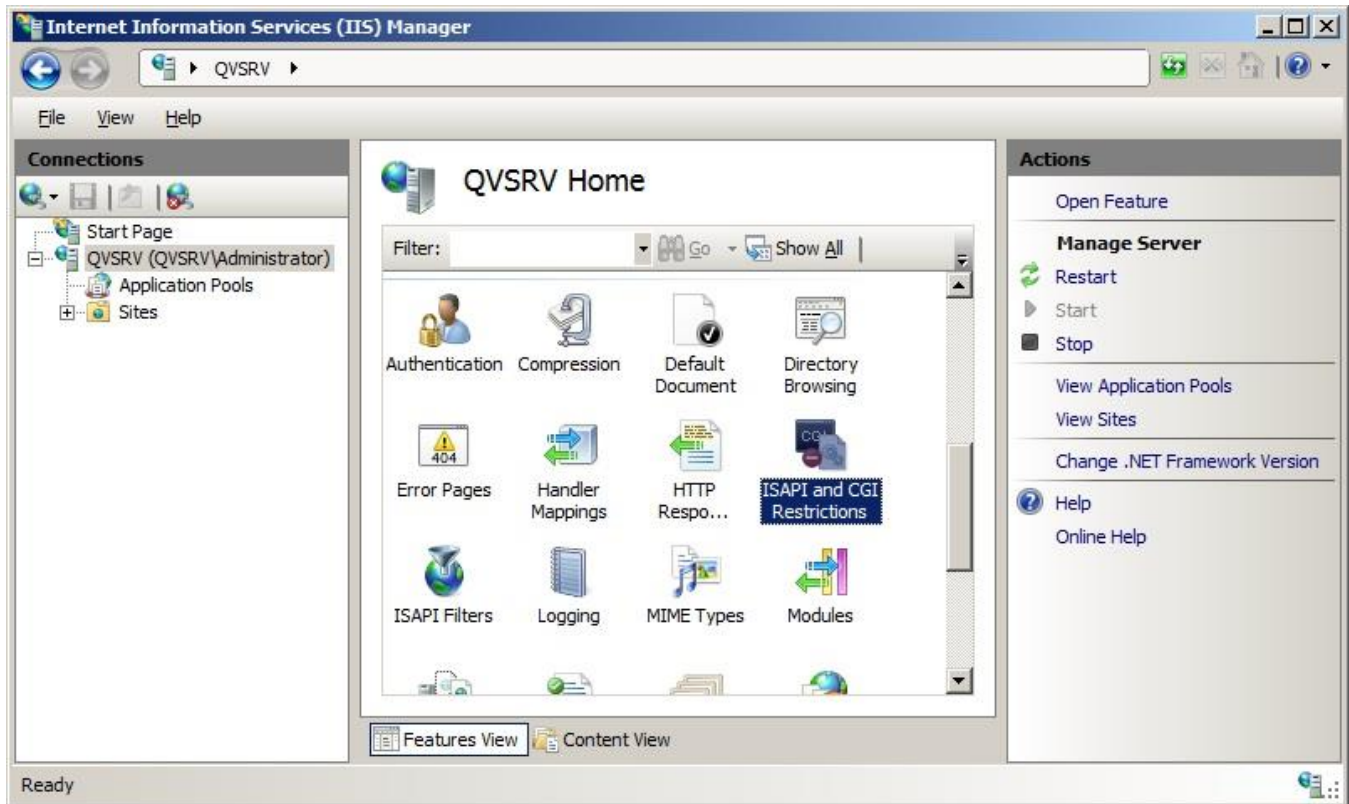 Internet Information Services (IIS) Manager
QVSRV
File View Help
Connections
Start Page
QVSRV (QVSRV\Administrator)
Application Pools
Sites
QVSRV Home
Filter:
Go
Show All
Authentication
Compression
Default
Document
Directory
Browsing
404
Error Pages
Handler
Mappings
HTTP
Respo...
CGI
ISAPI and CGI
Restrictions
ISAPI Filters
Logging
MIME Types
Modules
Features View
Content View
Actions
Open Feature
Manage Server
Restart
Start
Stop
View Application Pools
View Sites
Change .NET Framework Version
Help
Online Help
Ready